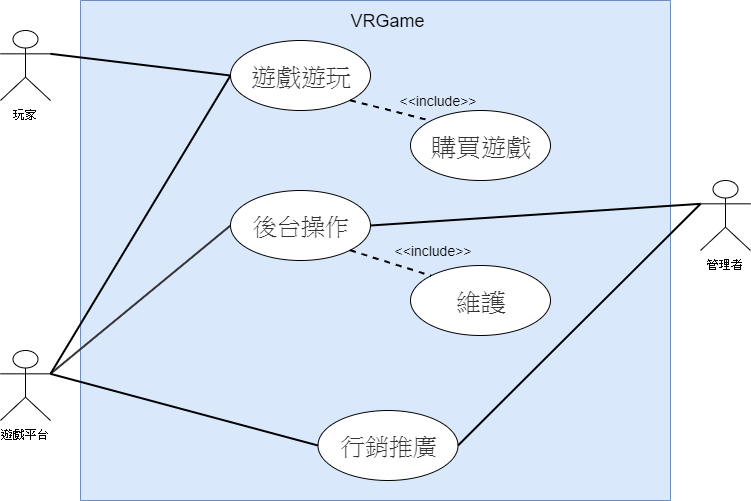 VRGame
遊戲遊玩
<<include>>
玩家
購買遊戲
後台操作
<<include>>
管理者
維護
遊戲平台
行銷推廣